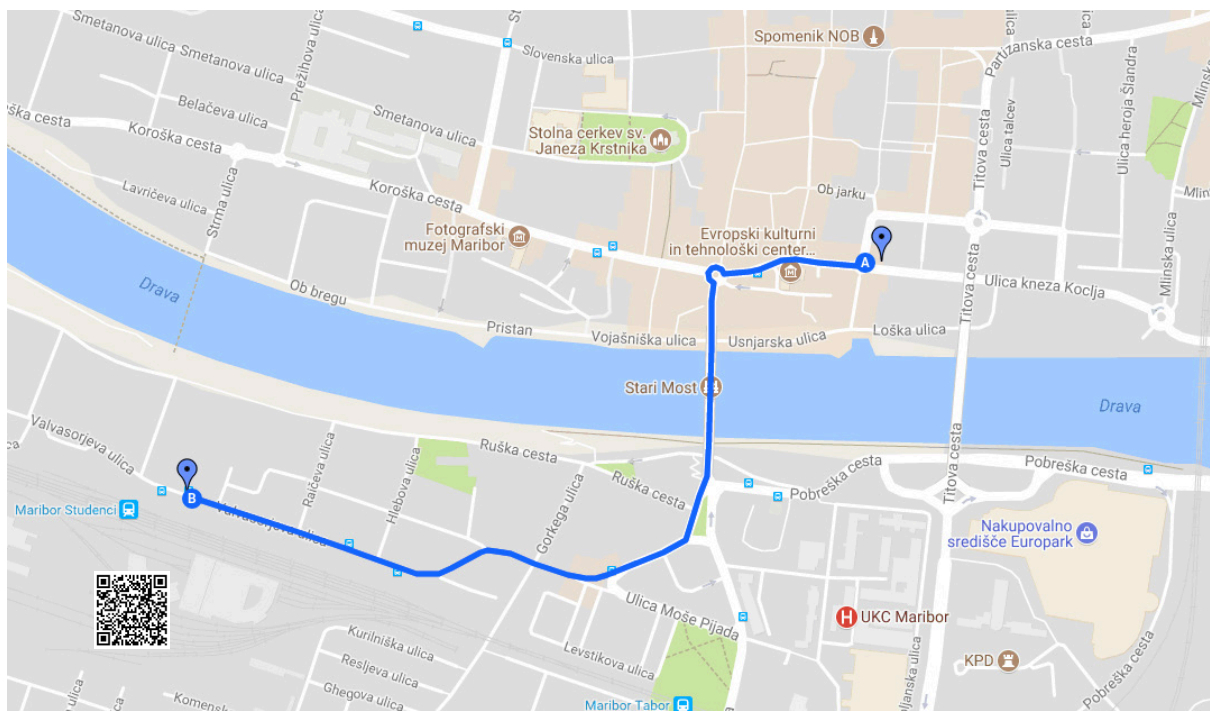 Smetanova ulica
Smetanova ulica
Prežihova ulica
Slovenska ulica
Spomenik NOB
Partizanska cesta
Ulica heroja Šlandra
Mlinska
Belačeva ulica
Smetanova ulica
Koroška cesta
Stolna cerkev sv.
Janeza Krstnika
Titova cesta
Ulica talcev
Lavričeva ulica
Strma ulica
Koroška cesta
Ob jarku
Fotografski
muzej Maribor
Evropski kulturni
in tehnološki center...
A
Ulica kneza Koclja
Mlinska ulica
Drava
Ob bregu
Pristan
Vojašniška ulica
Usnjarska ulica
Loška ulica
Titova cesta
Stari Most
Drava
Valvasorjeva ulica
Raičeva ulica
Hlebova ulica
Ruška cesta
Ruška cesta
Gorkega ulica
Pobreška cesta
Pobreška cesta
Titova cesta
B
Maribor Studenci
Valvasorjeva ulica
Nakupovalno
središče Europark
Ulica Moše Pijada
H
UKC Maribor
Kurilniška ulica
Resljeva ulica
Ghegova ulica
Levstikova ulica
KPD
Pobreška cesta
Maribor Tabor